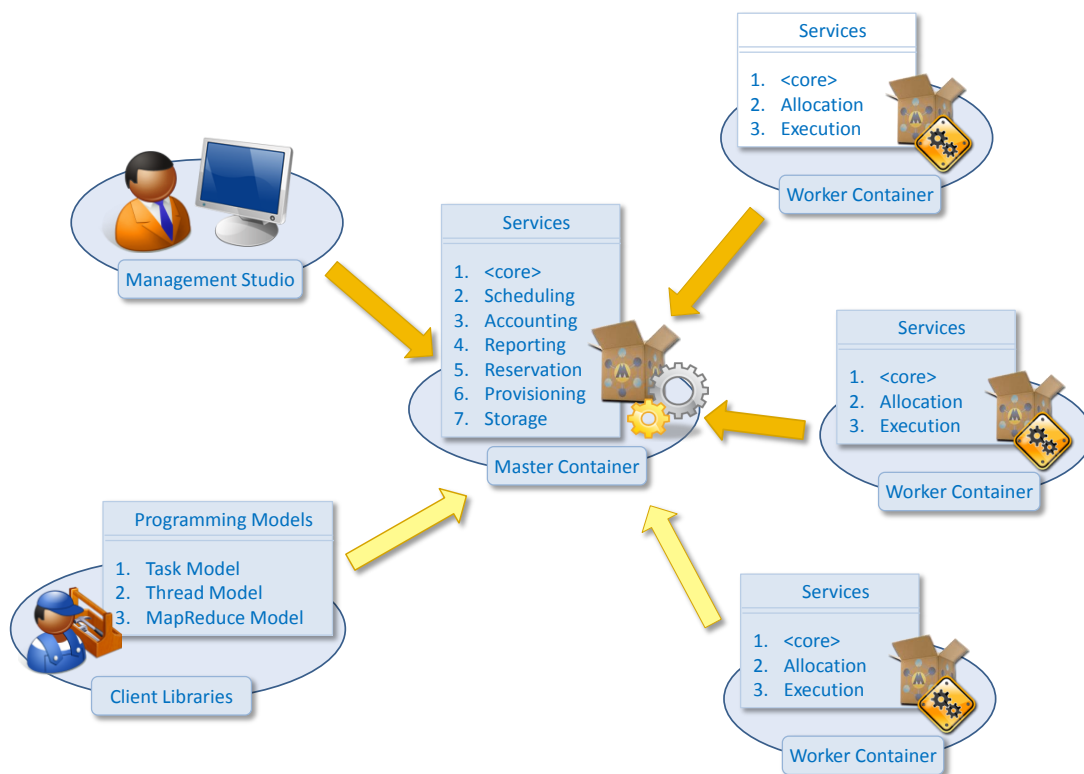 Services
1. <core>
2. Allocation
3. Execution
Worker Container
Management Studio
Services
1. <core>
2. Scheduling
3. Accounting
4. Reporting
5. Reservation
6. Provisioning
7. Storage
Master Container
Services
1. <core>
2. Allocation
3. Execution
Worker Container
Programming Models
1. Task Model
2. Thread Model
3. MapReduce Model
Client Libraries
Services
1. <core>
2. Allocation
3. Execution
Worker Container